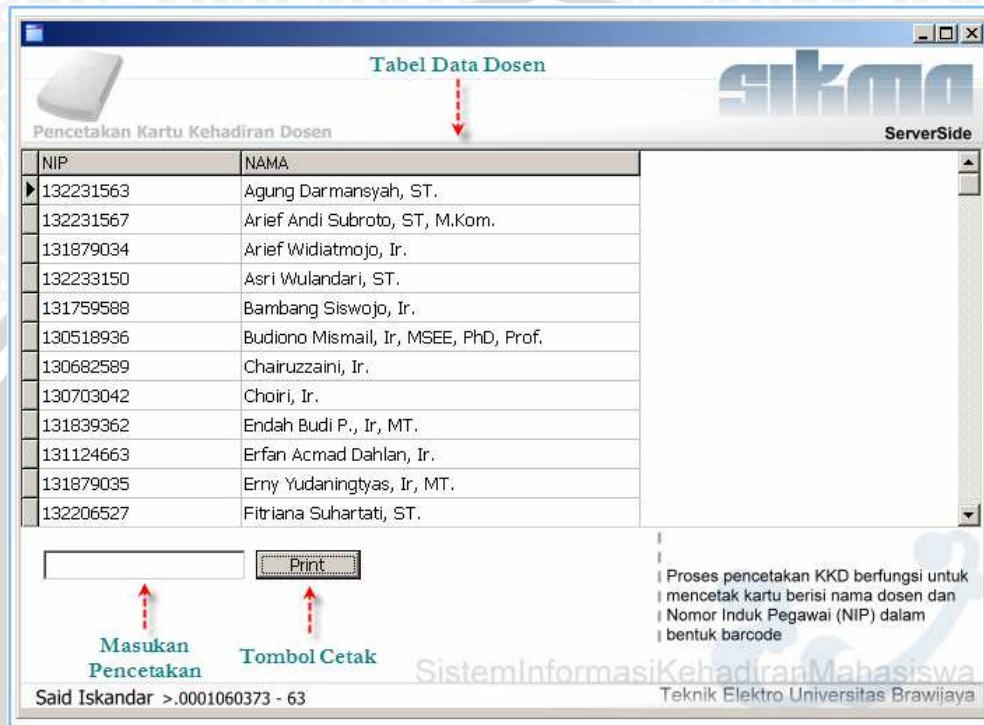 Tabel Data Dosen
sikma
Pencetakan Kartu Kehadiran Dosen
ServerSide
NIP NAMA
132231563 Agung Darmansyah, ST.
132231567 Arief Andi Subroto, ST, M.Kom.
131879034 Arief Widiatmojo, Ir.
132233150 Asri Wulandari, ST.
131759588 Bambang Siswojo, Ir.
130518936 Budiono Mismail, Ir, MSEE, PhD, Prof.
130682589 Chairuzzaini, Ir.
130703042 Choiri, Ir.
131839362 Endah Budi P., Ir, MT.
131124663 Erfan Acmad Dahlan, Ir.
131879035 Erny Yudaningtyas, Ir, MT.
132206527 Fitriana Suhartati, ST.
Print
Proses pencetakan KKD berfungsi untuk
mencetak kartu berisi nama dosen dan
Nomor Induk Pegawai (NIP) dalam
bentuk barcode
Masukan
Pencetakan
Tombol Cetak
SistemInformasiKehadiranMahasiswa
Said Iskandar >.0001060373 - 63
Teknik Elektro Universitas Brawijaya